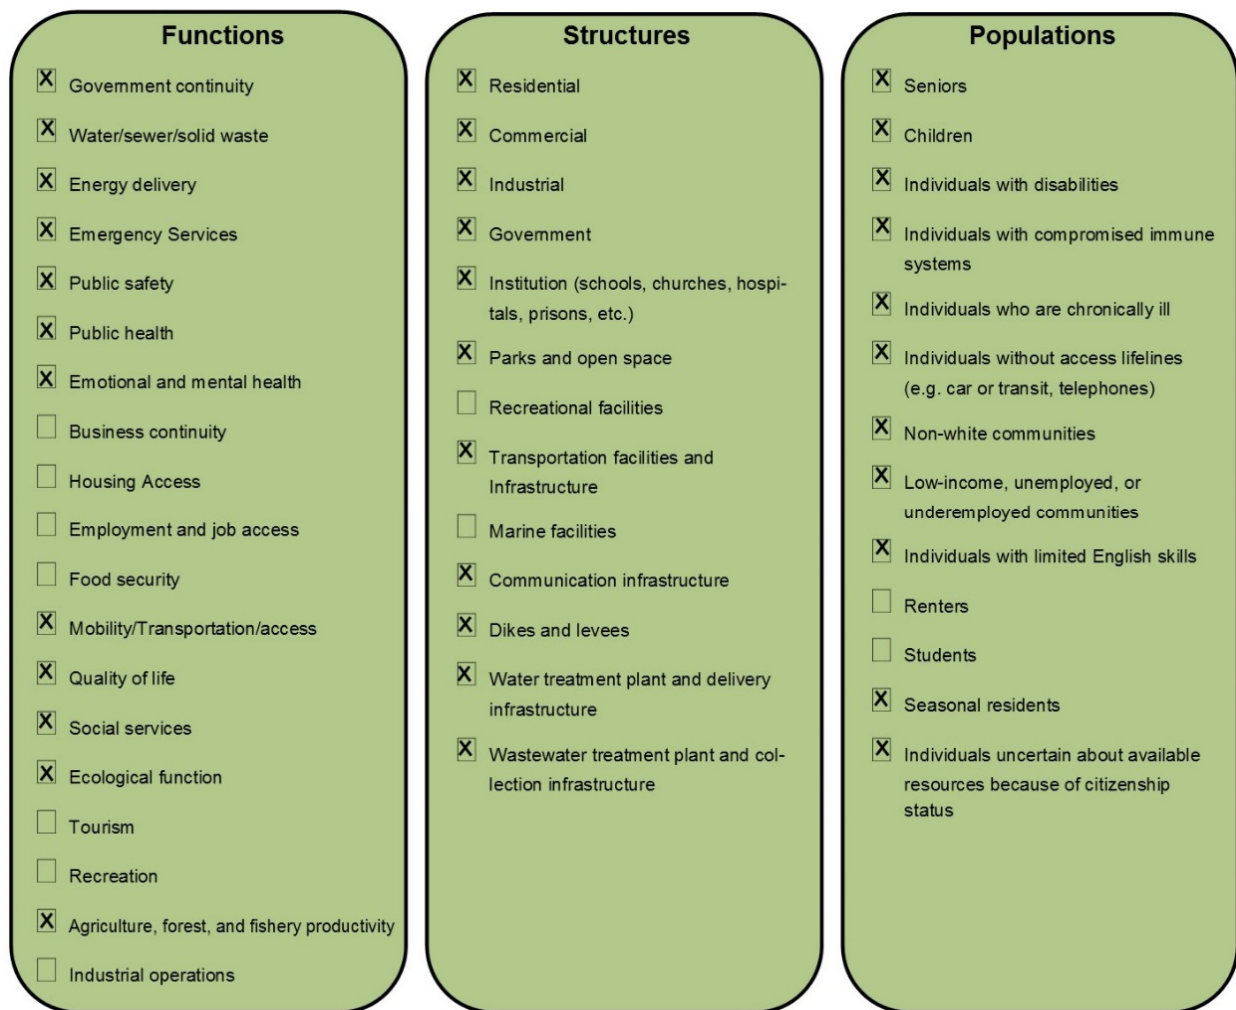 Functions
X Government continuity
X Water/sewer/solid waste
X Energy delivery
X Emergency Services
X Public safety
X Public health
X Emotional and mental health
Business continuity
Housing Access
Employment and job access
Food security
X Mobility/Transportation/access
X Quality of life
X Social services
X Ecological function
Tourism
Recreation
X Agriculture, forest, and fishery productivity
Industrial operations
Structures
X Residential
X Commercial
X Industrial
X Government
X Institution (schools, churches, hospi-
tals, prisons, etc.)
X Parks and open space
Recreational facilities
X Transportation facilities and
Infrastructure
Marine facilities
X Communication infrastructure
X Dikes and levees
X Water treatment plant and delivery
infrastructure
X Wastewater treatment plant and col-
lection infrastructure
Populations
X Seniors
X Children
X Individuals with disabilities
X Individuals with compromised immune
systems
X Individuals who are chronically ill
X Individuals without access lifelines
(e.g. car or transit, telephones)
X Non-white communities
X Low-income, unemployed, or
underemployed communities
X Individuals with limited English skills
Renters
Students
X Seasonal residents
X Individuals uncertain about available
resources because of citizenship
status